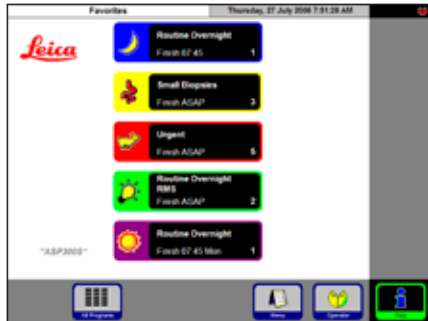 Favorites
Thursday, 27 July 2006 7:51:28 AM
Leica
Routine Overnight
Finish 07:45 1
Small Biopsies
Finish ASAP 3
Urgent
Finish ASAP 5
Routine Overnight
RMS
Finish ASAP 2
Routine Overnight
Finish 07:45 Mon 1
"ASP300S"
All Programs
Menu
Operator